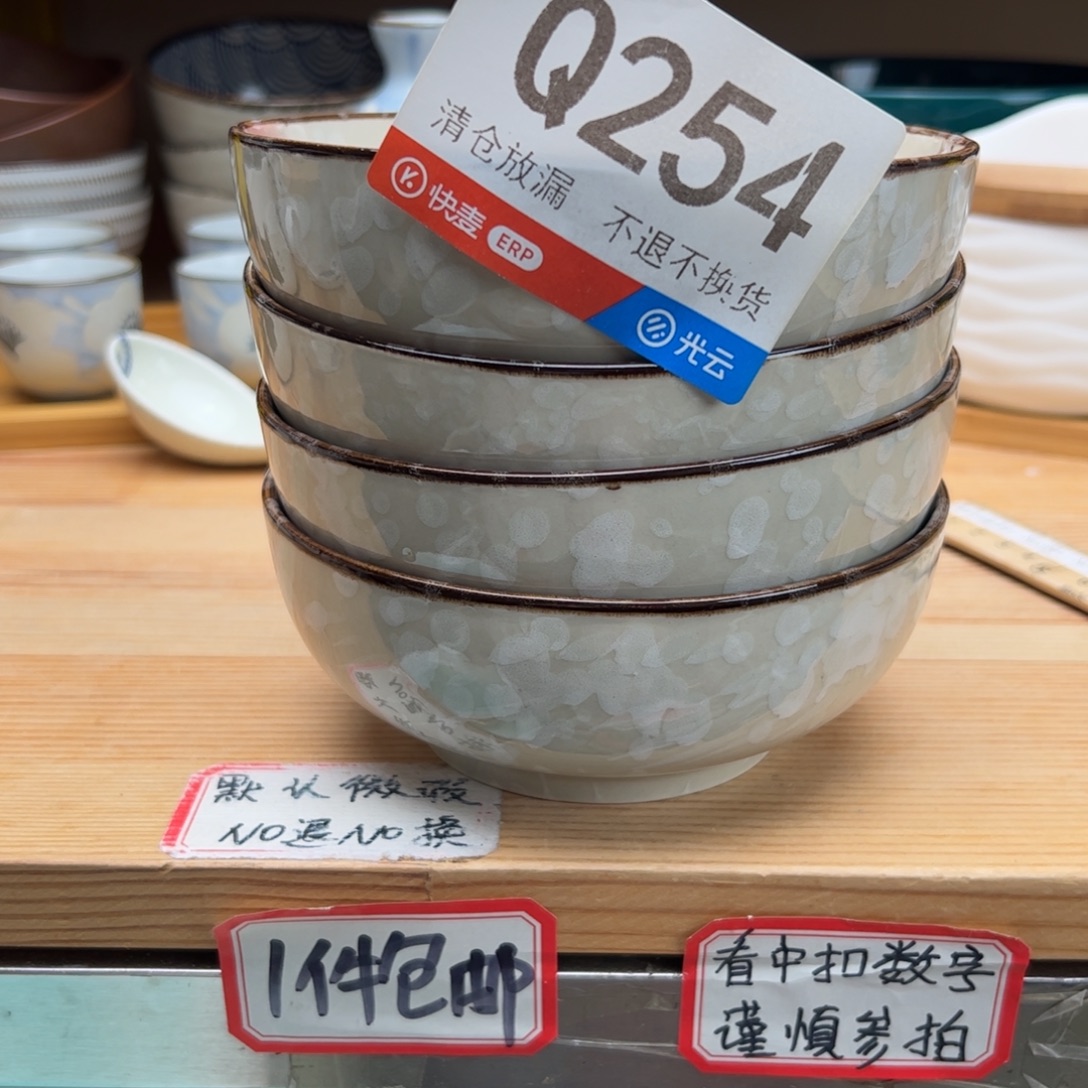 Q254
清仓放漏 不退不换货
快麦 ERP
光云
默认微瑕
NO退NO换
1件包邮
看中扣数字
谨慎参拍